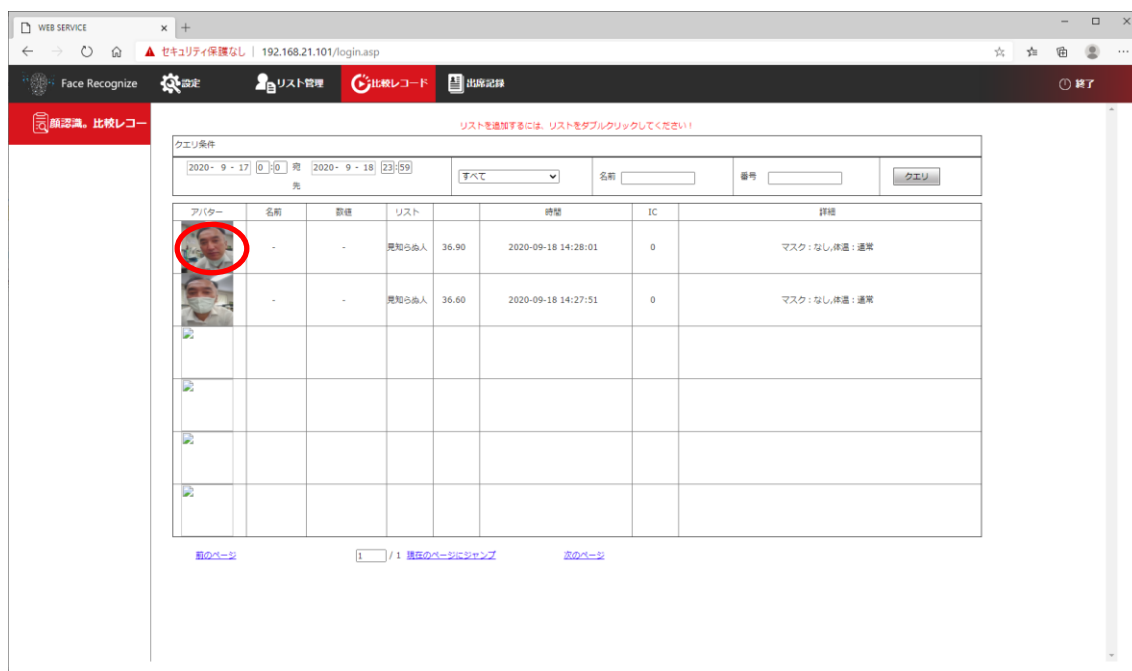 WEB SERVICE
セキュリティ保護なし | 192.168.21.101/login.asp
Face Recognize 設定 リスト管理 比較レコード 出席記録 終了
顔認識。比較レコー
リストを追加するには、リストをダブルクリックしてください!
クエリ条件
2020- 9 - 17 0 :0 宛先 2020- 9 - 18 23:59 すべて 名前 番号 クエリ
アバター 名前 数値 リスト 時間 IC 詳細
- - 見知らぬ人 36.90 2020-09-18 14:28:01 0 マスク : なし,体温 : 通常
- - 見知らぬ人 36.60 2020-09-18 14:27:51 0 マスク : なし,体温 : 通常
前のページ 1 / 1 現在のページにジャンプ 次のページ